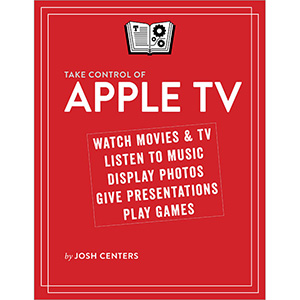 TAKE CONTROL OF
APPLE TV
WATCH MOVIES & TV
LISTEN TO MUSIC
DISPLAY PHOTOS
GIVE PRESENTATIONS
PLAY GAMES
by JOSH CENTERS